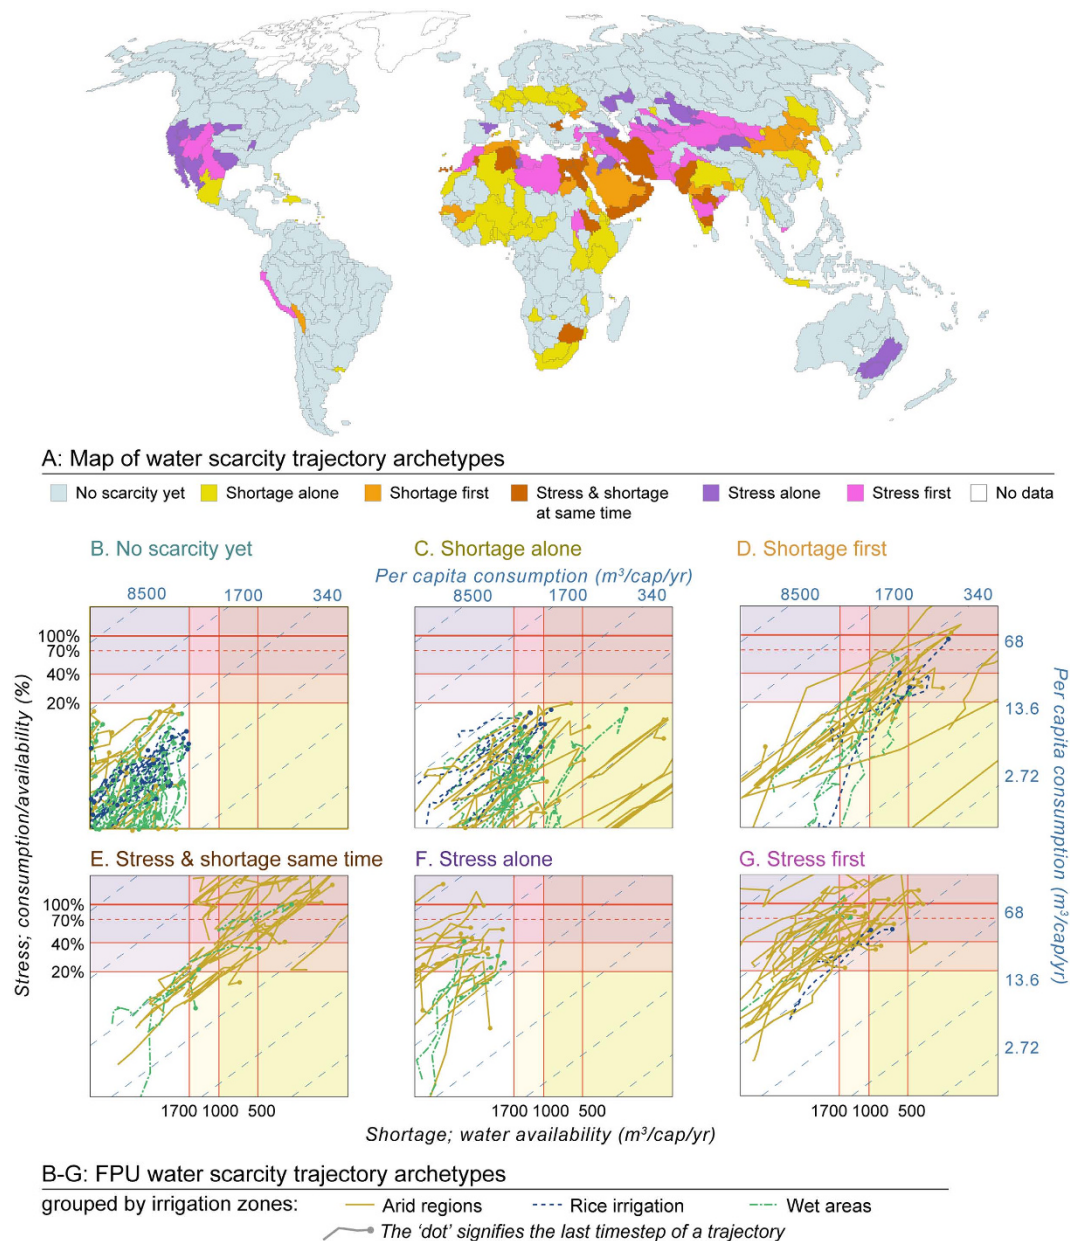 A: Map of water scarcity trajectory archetypes
No scarcity yet
Shortage alone
Shortage first
Stress & shortage
at same time
Stress alone
Stress first
No data
B. No scarcity yet
C. Shortage alone
D. Shortage first
Per capita consumption (m³/cap/yr)
8500 1700 340
8500 1700 340
8500 1700 340
100%
70%
40%
20%
68
13.6
2.72
Stress; consumption/availability (%)
Per capita consumption (m³/cap/yr)
E. Stress & shortage same time
F. Stress alone
G. Stress first
100%
70%
40%
20%
68
13.6
2.72
1700 1000 500
1700 1000 500
1700 1000 500
Shortage; water availability (m³/cap/yr)
B-G: FPU water scarcity trajectory archetypes
grouped by irrigation zones:
Arid regions
Rice irrigation
Wet areas
The ‘dot’ signifies the last timestep of a trajectory